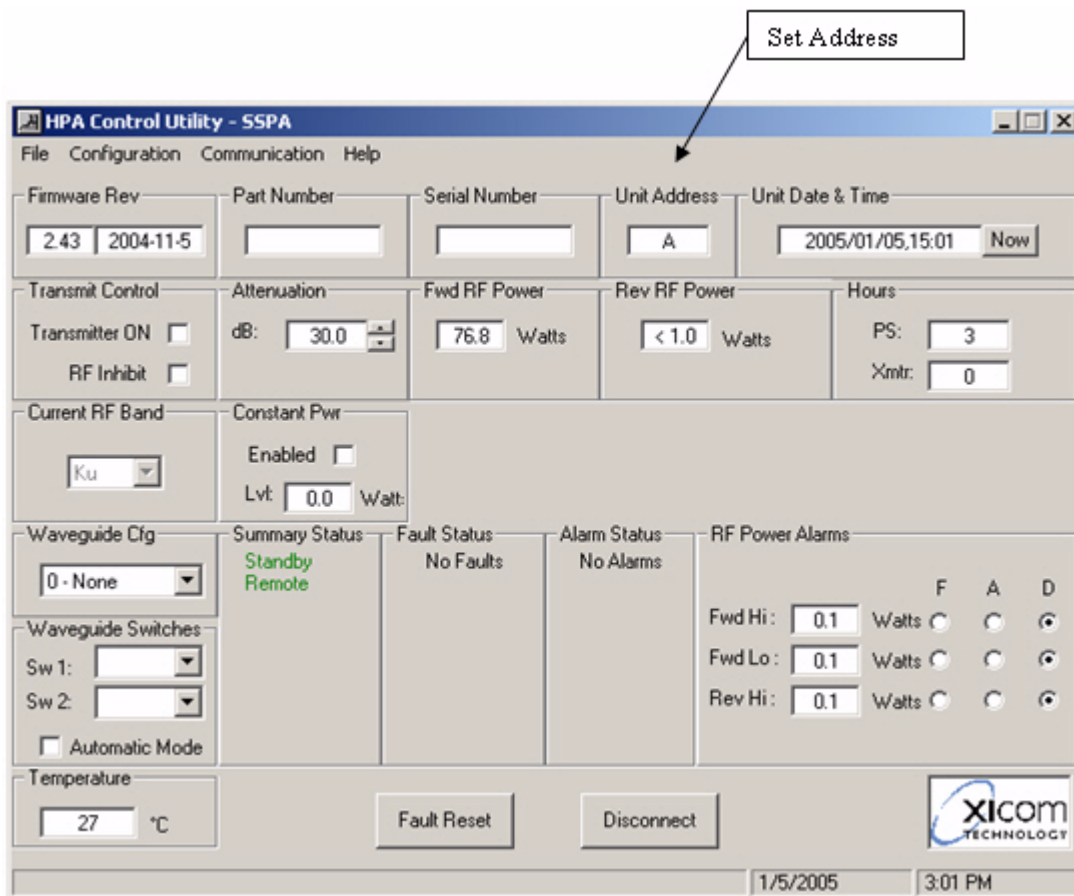 Set Address
HPA Control Utility - SSPA
File Configuration Communication Help
Firmware Rev Part Number Serial Number Unit Address Unit Date & Time
2.43 2004-11-5 A 2005/01/05,15:01 Now
Transmit Control Attenuation Fwd RF Power Rev RF Power Hours
Transmitter ON dB: 30.0 76.8 Watts < 1.0 Watts PS: 3
RF Inhibit Xmtr: 0
Current RF Band Constant Pwr
Ku Enabled
Lvl: 0.0 Watt:
Waveguide Cfg Summary Status Fault Status Alarm Status RF Power Alarms
0 - None Standby No Faults No Alarms
Remote
F A D
Fwd Hi : 0.1 Watts
Waveguide Switches
Sw 1: Fwd Lo : 0.1 Watts
Sw 2: Rev Hi : 0.1 Watts
Automatic Mode
Temperature
27 °C Fault Reset Disconnect
XICOM
TECHNOLOGY
1/5/2005 3:01 PM